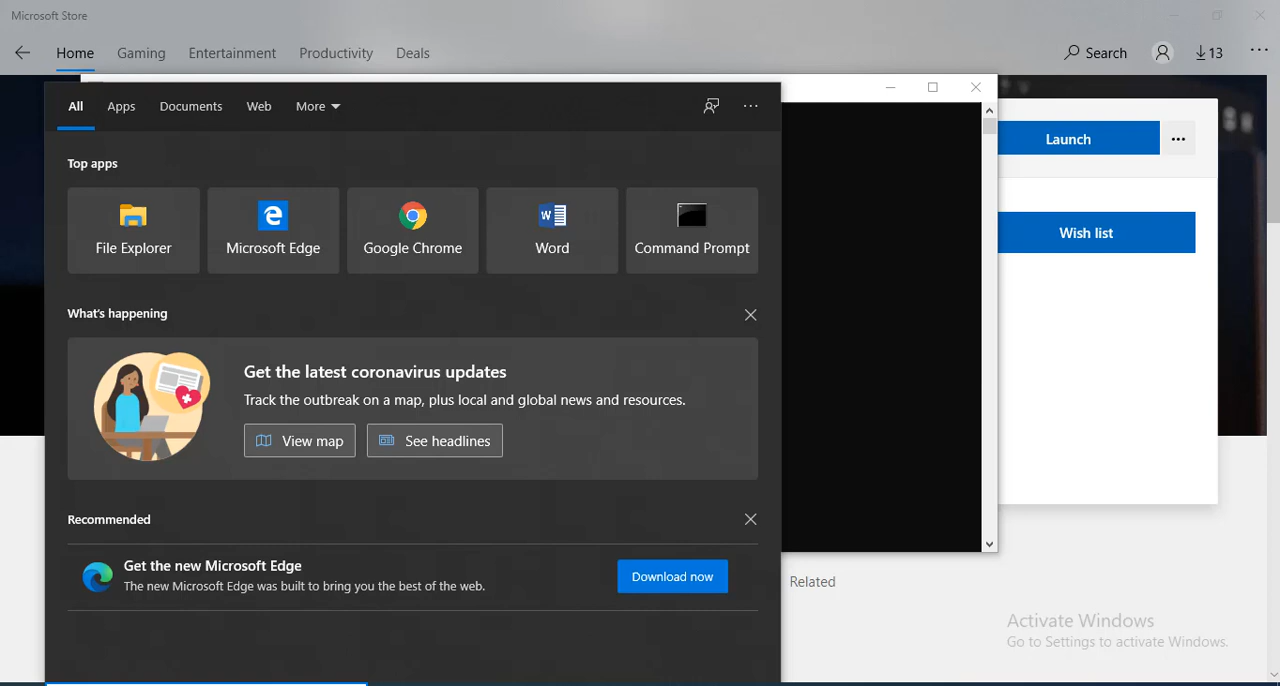 Microsoft Store
Home Gaming Entertainment Productivity Deals Search 13
All Apps Documents Web More
Launch
Top apps
File Explorer Microsoft Edge Google Chrome Word Command Prompt
Wish list
What's happening
Get the latest coronavirus updates
Track the outbreak on a map, plus local and global news and resources.
View map See headlines
Recommended
Get the new Microsoft Edge
The new Microsoft Edge was built to bring you the best of the web.
Download now
Related
Activate Windows
Go to Settings to activate Windows.